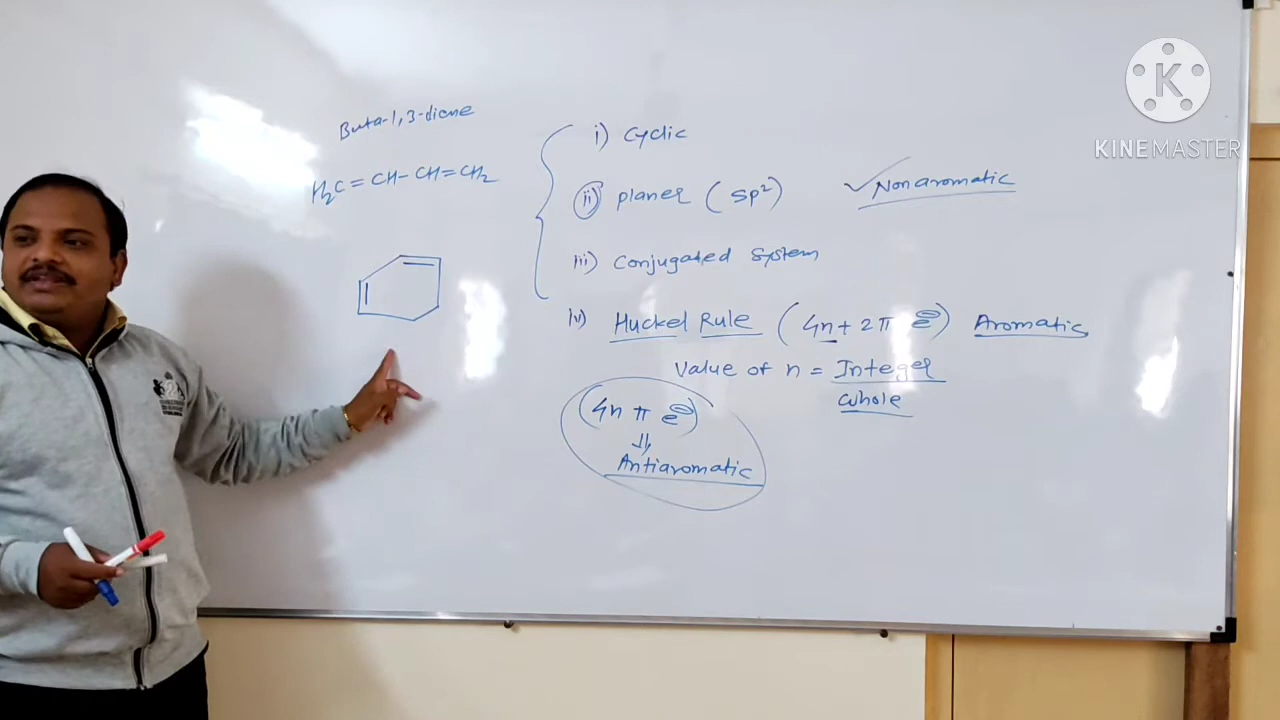 Buta-1,3-diene
H2C=CH-CH=CH2
i) Cyclic
ii) Planer (sp²)
✓Nonaromatic
iii) Conjugated System
iv) Huckel Rule (4n+2π e⊖) Aromatic
Value of n = Integer
Whole
(4n π e⊖)
⇓
Antiaromatic
K
KINEMASTER